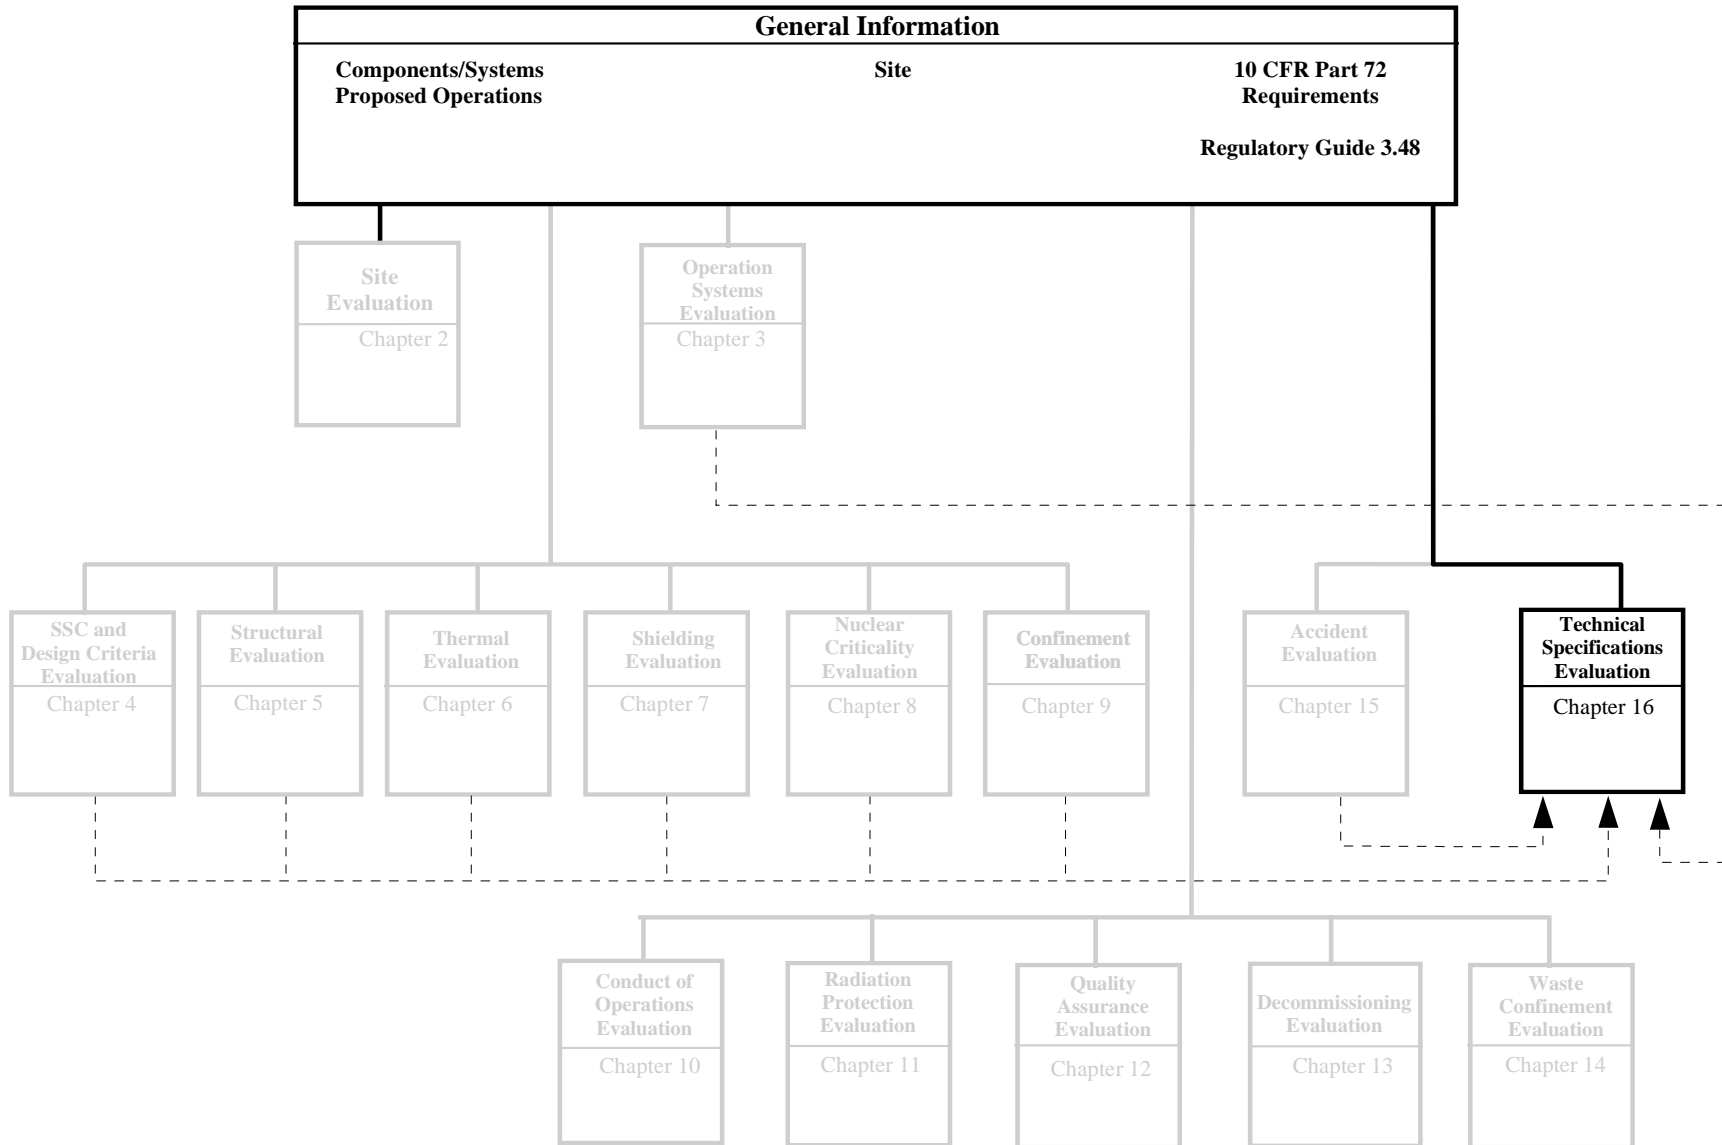 General Information
Components/Systems
Proposed Operations
Site
10 CFR Part 72
Requirements
Regulatory Guide 3.48
Site
Evaluation
Chapter 2
Operation
Systems
Evaluation
Chapter 3
SSC and
Design Criteria
Evaluation
Chapter 4
Structural
Evaluation
Chapter 5
Thermal
Evaluation
Chapter 6
Shielding
Evaluation
Chapter 7
Nuclear
Criticality
Evaluation
Chapter 8
Confinement
Evaluation
Chapter 9
Accident
Evaluation
Chapter 15
Technical
Specifications
Evaluation
Chapter 16
Conduct of
Operations
Evaluation
Chapter 10
Radiation
Protection
Evaluation
Chapter 11
Quality
Assurance
Evaluation
Chapter 12
Decommissioning
Evaluation
Chapter 13
Waste
Confinement
Evaluation
Chapter 14